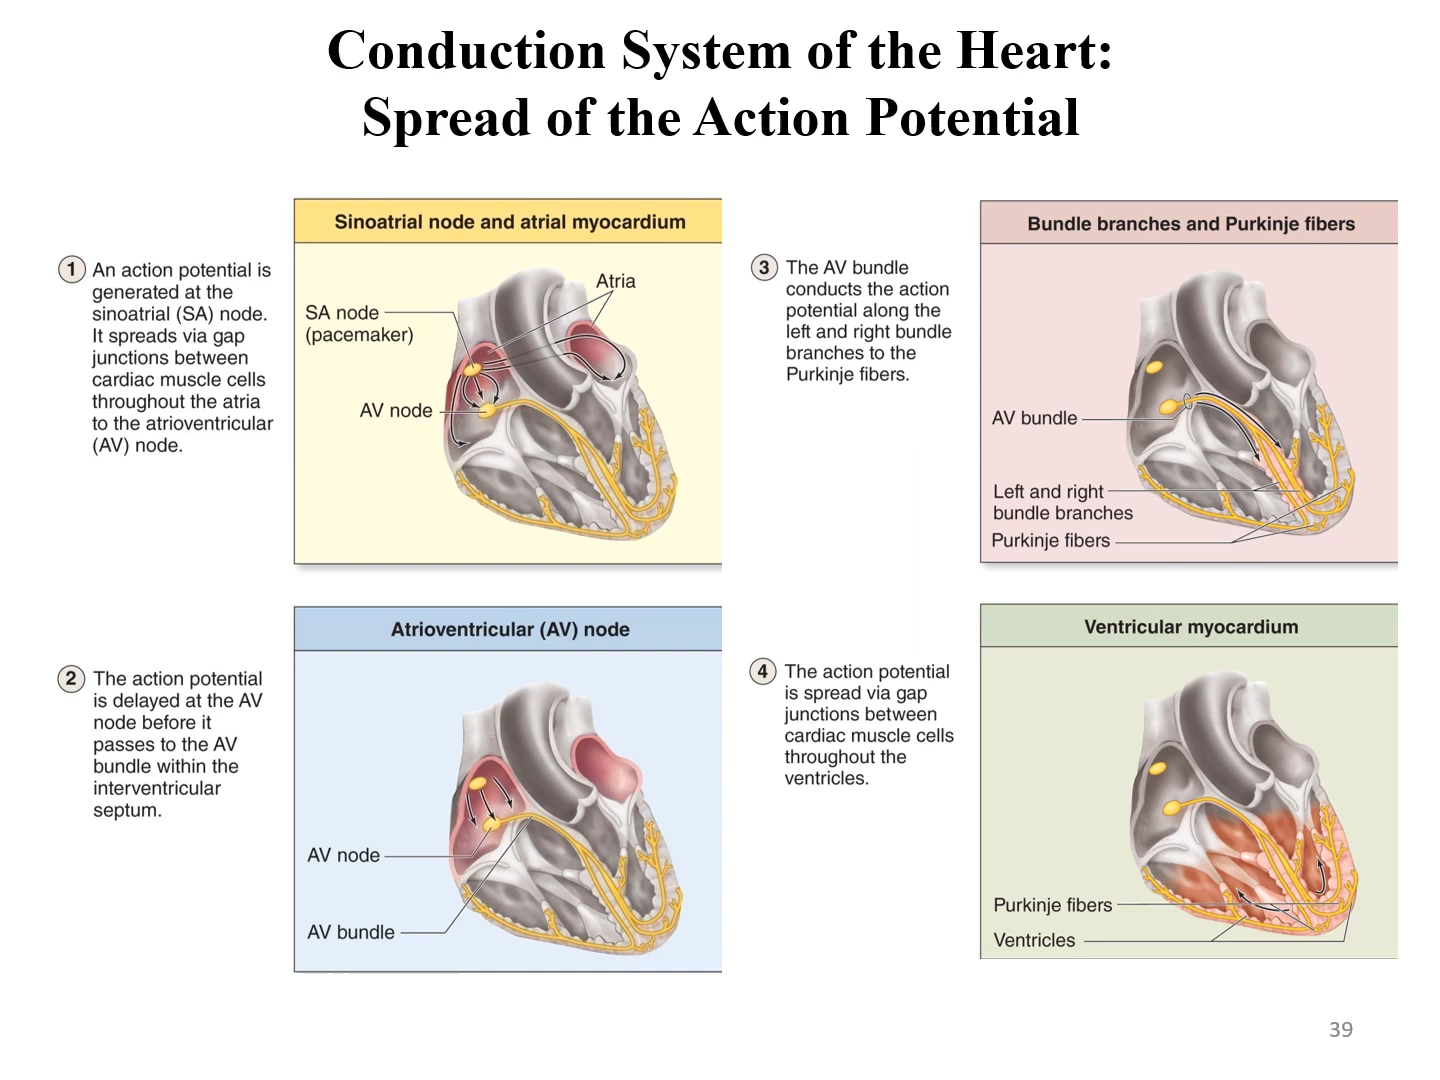 Conduction System of the Heart:
Spread of the Action Potential
Sinoatrial node and atrial myocardium
1 An action potential is
generated at the
sinoatrial (SA) node.
It spreads via gap
junctions between
cardiac muscle cells
throughout the atria
to the atrioventricular
(AV) node.
Atria
SA node
(pacemaker)
AV node
Atrioventricular (AV) node
2 The action potential
is delayed at the AV
node before it
passes to the AV
bundle within the
interventricular
septum.
AV node
AV bundle
Bundle branches and Purkinje fibers
3 The AV bundle
conducts the action
potential along the
left and right bundle
branches to the
Purkinje fibers.
AV bundle
Left and right
bundle branches
Purkinje fibers
Ventricular myocardium
4 The action potential
is spread via gap
junctions between
cardiac muscle cells
throughout the
ventricles.
Purkinje fibers
Ventricles
39